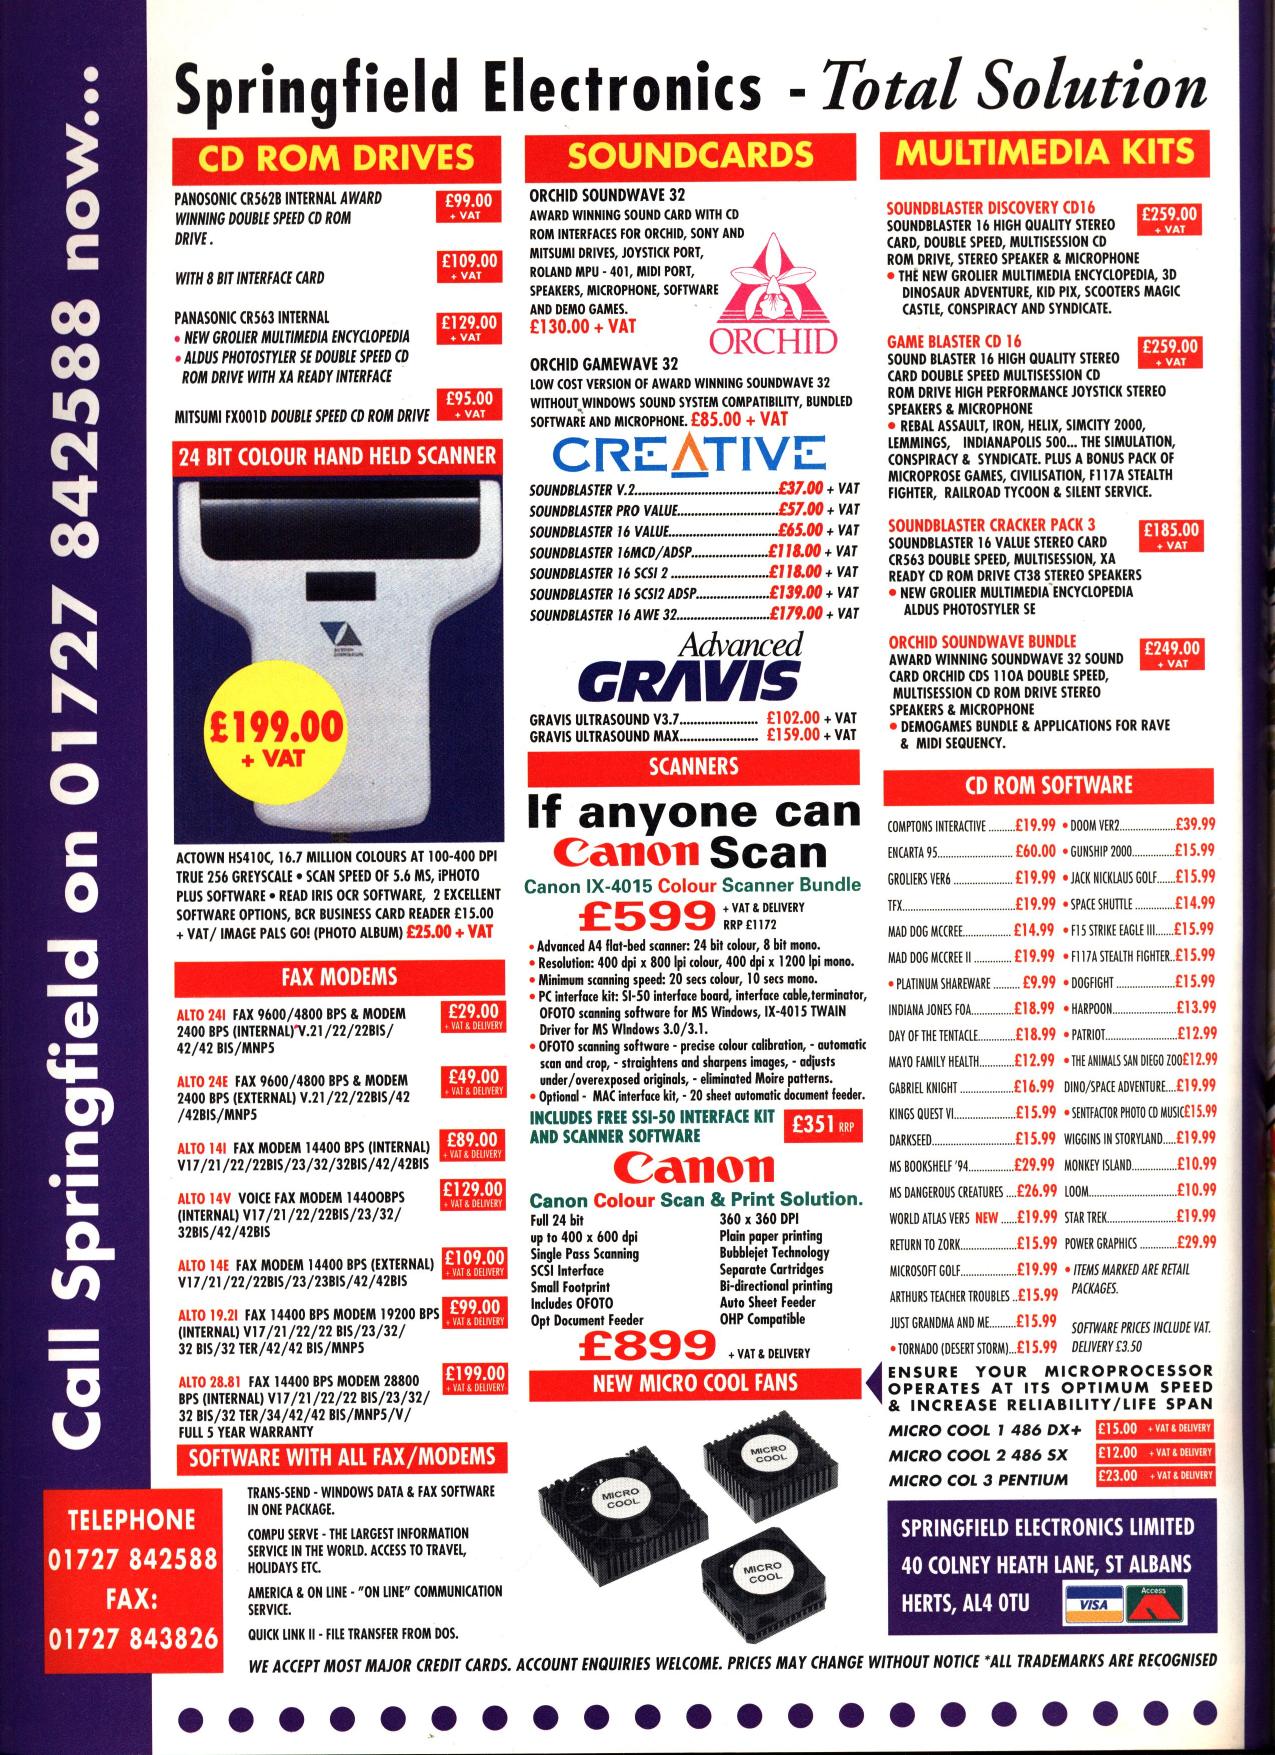 Springfield Electronics - Total Solution
Call Springfield on 01727 842588 now...
CD ROM DRIVES
PANOSONIC CR562B INTERNAL AWARD
WINNING DOUBLE SPEED CD ROM
DRIVE .
£99.00
+ VAT
WITH 8 BIT INTERFACE CARD
£109.00
+ VAT
PANASONIC CR563 INTERNAL
• NEW GROLIER MULTIMEDIA ENCYCLOPEDIA
• ALDUS PHOTOSTYLER SE DOUBLE SPEED CD
ROM DRIVE WITH XA READY INTERFACE
£129.00
+ VAT
MITSUMI FX001D DOUBLE SPEED CD ROM DRIVE
£95.00
+ VAT
24 BIT COLOUR HAND HELD SCANNER
£199.00
+ VAT
ACTOWN HS410C, 16.7 MILLION COLOURS AT 100-400 DPI
TRUE 256 GREYSCALE • SCAN SPEED OF 5.6 MS, iPHOTO
PLUS SOFTWARE • READ IRIS OCR SOFTWARE, 2 EXCELLENT
SOFTWARE OPTIONS, BCR BUSINESS CARD READER £15.00
+ VAT/ IMAGE PALS GO! (PHOTO ALBUM) £25.00 + VAT
FAX MODEMS
ALTO 24I FAX 9600/4800 BPS & MODEM
2400 BPS (INTERNAL) V.21/22/22BIS/
42/42 BIS/MNP5
£29.00
+ VAT & DELIVERY
ALTO 24E FAX 9600/4800 BPS & MODEM
2400 BPS (EXTERNAL) V.21/22/22BIS/42
/42BIS/MNP5
£49.00
+ VAT & DELIVERY
ALTO 14I FAX MODEM 14400 BPS (INTERNAL)
V17/21/22/22BIS/23/32/32BIS/42/42BIS
£89.00
+ VAT & DELIVERY
ALTO 14V VOICE FAX MODEM 14400BPS
(INTERNAL) V17/21/22/22BIS/23/32/
32BIS/42/42BIS
£129.00
+ VAT & DELIVERY
ALTO 14E FAX MODEM 14400 BPS (EXTERNAL)
V17/21/22/22BIS/23/23BIS/42/42BIS
£109.00
+ VAT & DELIVERY
ALTO 19.2I FAX 14400 BPS MODEM 19200 BPS
(INTERNAL) V17/21/22/22 BIS/23/32/
32 BIS/32 TER/42/42 BIS/MNP5
£99.00
+ VAT & DELIVERY
ALTO 28.81 FAX 14400 BPS MODEM 28800
BPS (INTERNAL) V17/21/22/22 BIS/23/32/
32 BIS/32 TER/34/42/42 BIS/MNP5/V/
FULL 5 YEAR WARRANTY
£199.00
+ VAT & DELIVERY
SOFTWARE WITH ALL FAX/MODEMS
TRANS-SEND - WINDOWS DATA & FAX SOFTWARE
IN ONE PACKAGE.
COMPU SERVE - THE LARGEST INFORMATION
SERVICE IN THE WORLD. ACCESS TO TRAVEL,
HOLIDAYS ETC.
AMERICA & ON LINE - "ON LINE" COMMUNICATION
SERVICE.
QUICK LINK II - FILE TRANSFER FROM DOS.
TELEPHONE
01727 842588
FAX:
01727 843826
SOUNDCARDS
ORCHID SOUNDWAVE 32
AWARD WINNING SOUND CARD WITH CD
ROM INTERFACES FOR ORCHID, SONY AND
MITSUMI DRIVES, JOYSTICK PORT,
ROLAND MPU - 401, MIDI PORT,
SPEAKERS, MICROPHONE, SOFTWARE
AND DEMO GAMES.
£130.00 + VAT
ORCHID
ORCHID GAMEWAVE 32
LOW COST VERSION OF AWARD WINNING SOUNDWAVE 32
WITHOUT WINDOWS SOUND SYSTEM COMPATIBILITY, BUNDLED
SOFTWARE AND MICROPHONE. £85.00 + VAT
CREATIVE
SOUNDBLASTER V.2....£37.00 + VAT
SOUNDBLASTER PRO VALUE....£57.00 + VAT
SOUNDBLASTER 16 VALUE....£65.00 + VAT
SOUNDBLASTER 16MCD/ADSP....£118.00 + VAT
SOUNDBLASTER 16 SCSI 2 ....£118.00 + VAT
SOUNDBLASTER 16 SCSI2 ADSP....£139.00 + VAT
SOUNDBLASTER 16 AWE 32....£179.00 + VAT
Advanced
GRAVIS
GRAVIS ULTRASOUND V3.7.... £102.00 + VAT
GRAVIS ULTRASOUND MAX.... £159.00 + VAT
SCANNERS
If anyone can
Canon Scan
Canon IX-4015 Colour Scanner Bundle
£599 + VAT & DELIVERY
RRP £1172
• Advanced A4 flat-bed scanner: 24 bit colour, 8 bit mono.
• Resolution: 400 dpi x 800 lpi colour, 400 dpi x 1200 lpi mono.
• Minimum scanning speed: 20 secs colour, 10 secs mono.
• PC interface kit: SI-50 interface board, interface cable,terminator,
OFOTO scanning software for MS Windows, IX-4015 TWAIN
Driver for MS WIndows 3.0/3.1.
• OFOTO scanning software - precise colour calibration, - automatic
scan and crop, - straightens and sharpens images, - adjusts
under/overexposed originals, - eliminated Moire patterns.
• Optional - MAC interface kit, - 20 sheet automatic document feeder.
INCLUDES FREE SSI-50 INTERFACE KIT
AND SCANNER SOFTWARE
£351 RRP
Canon
Canon Colour Scan & Print Solution.
Full 24 bit
up to 400 x 600 dpi
Single Pass Scanning
SCSI Interface
Small Footprint
Includes OFOTO
Opt Document Feeder
360 x 360 DPI
Plain paper printing
Bubblejet Technology
Separate Cartridges
Bi-directional printing
Auto Sheet Feeder
OHP Compatible
£899 + VAT & DELIVERY
NEW MICRO COOL FANS
MICRO
COOL
MICRO
COOL
MICRO
COOL
MULTIMEDIA KITS
SOUNDBLASTER DISCOVERY CD16
SOUNDBLASTER 16 HIGH QUALITY STEREO
CARD, DOUBLE SPEED, MULTISESSION CD
ROM DRIVE, STEREO SPEAKER & MICROPHONE
• THE NEW GROLIER MULTIMEDIA ENCYCLOPEDIA, 3D
DINOSAUR ADVENTURE, KID PIX, SCOOTERS MAGIC
CASTLE, CONSPIRACY AND SYNDICATE.
£259.00
+ VAT
GAME BLASTER CD 16
SOUND BLASTER 16 HIGH QUALITY STEREO
CARD DOUBLE SPEED MULTISESSION CD
ROM DRIVE HIGH PERFORMANCE JOYSTICK STEREO
SPEAKERS & MICROPHONE
• REBAL ASSAULT, IRON, HELIX, SIMCITY 2000,
LEMMINGS, INDIANAPOLIS 500... THE SIMULATION,
CONSPIRACY & SYNDICATE. PLUS A BONUS PACK OF
MICROPROSE GAMES, CIVILISATION, F117A STEALTH
FIGHTER, RAILROAD TYCOON & SILENT SERVICE.
£259.00
+ VAT
SOUNDBLASTER CRACKER PACK 3
SOUNDBLASTER 16 VALUE STEREO CARD
CR563 DOUBLE SPEED, MULTISESSION, XA
READY CD ROM DRIVE CT38 STEREO SPEAKERS
• NEW GROLIER MULTIMEDIA ENCYCLOPEDIA
ALDUS PHOTOSTYLER SE
£185.00
+ VAT
ORCHID SOUNDWAVE BUNDLE
AWARD WINNING SOUNDWAVE 32 SOUND
CARD ORCHID CDS 110A DOUBLE SPEED,
MULTISESSION CD ROM DRIVE STEREO
SPEAKERS & MICROPHONE
• DEMOGAMES BUNDLE & APPLICATIONS FOR RAVE
& MIDI SEQUENCY.
£249.00
+ VAT
CD ROM SOFTWARE
COMPTONS INTERACTIVE ....£19.99
ENCARTA 95....£60.00
GROLIERS VER6 ....£19.99
TFX....£19.99
MAD DOG MCCREE....£14.99
MAD DOG MCCREE II ....£19.99
• PLATINUM SHAREWARE .... £9.99
INDIANA JONES FOA....£18.99
DAY OF THE TENTACLE....£18.99
MAYO FAMILY HEALTH....£12.99
GABRIEL KNIGHT ....£16.99
KINGS QUEST VI....£15.99
DARKSEED....£15.99
MS BOOKSHELF '94....£29.99
MS DANGEROUS CREATURES ....£26.99
WORLD ATLAS VER5 NEW ....£19.99
RETURN TO ZORK....£15.99
MICROSOFT GOLF....£19.99
ARTHURS TEACHER TROUBLES ..£15.99
JUST GRANDMA AND ME....£15.99
• TORNADO (DESERT STORM)...£15.99
• DOOM VER2....£39.99
• GUNSHIP 2000....£15.99
• JACK NICKLAUS GOLF....£15.99
• SPACE SHUTTLE ....£14.99
• F15 STRIKE EAGLE III....£15.99
• F117A STEALTH FIGHTER..£15.99
• DOGFIGHT ....£15.99
• HARPOON....£13.99
• PATRIOT....£12.99
• THE ANIMALS SAN DIEGO ZOO£12.99
DINO/SPACE ADVENTURE....£19.99
• SENTFACTOR PHOTO CD MUSIC£15.99
WIGGINS IN STORYLAND....£19.99
MONKEY ISLAND....£10.99
LOOM....£10.99
STAR TREK....£19.99
POWER GRAPHICS ....£29.99
• ITEMS MARKED ARE RETAIL
PACKAGES.
SOFTWARE PRICES INCLUDE VAT.
DELIVERY £3.50
ENSURE YOUR MICROPROCESSOR
OPERATES AT ITS OPTIMUM SPEED
& INCREASE RELIABILITY/LIFE SPAN
MICRO COOL 1 486 DX+ £15.00 + VAT & DELIVERY
MICRO COOL 2 486 SX £12.00 + VAT & DELIVERY
MICRO COL 3 PENTIUM £23.00 + VAT & DELIVERY
SPRINGFIELD ELECTRONICS LIMITED
40 COLNEY HEATH LANE, ST ALBANS
HERTS, AL4 0TU
VISA
Access
WE ACCEPT MOST MAJOR CREDIT CARDS. ACCOUNT ENQUIRIES WELCOME. PRICES MAY CHANGE WITHOUT NOTICE *ALL TRADEMARKS ARE RECOGNISED